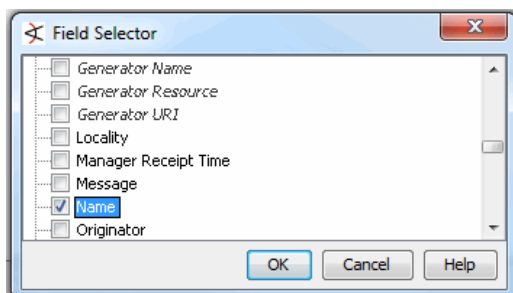 Field Selector
Generator Name
Generator Resource
Generator URI
Locality
Manager Receipt Time
Message
Name
Originator
OK Cancel Help